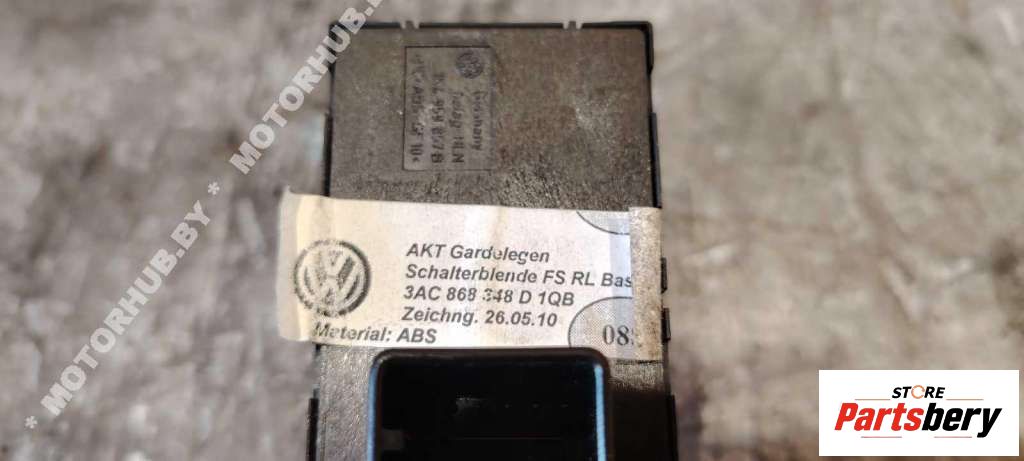 * MOTORHUB.BY * MOTORHUB.
Germany
AKT Gardelegen
Schalterblende FS RL Bas
3AC 868 348 D 1QB
Zeichng. 26.05.10
Material: ABS
08
STORE
Partsbery